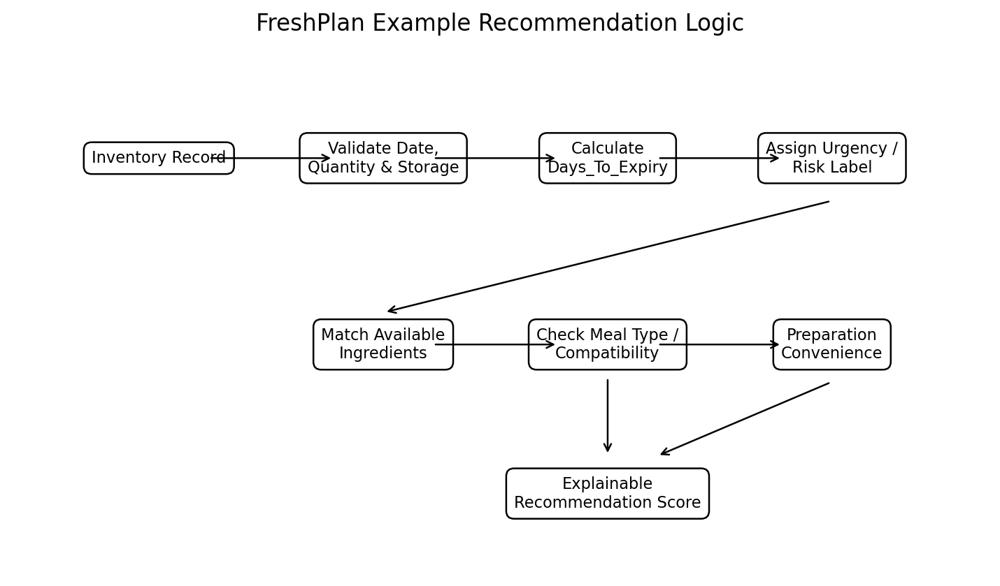 FreshPlan Example Recommendation Logic
Inventory Record
Validate Date,
Quantity & Storage
Calculate
Days_To_Expiry
Assign Urgency /
Risk Label
Match Available
Ingredients
Check Meal Type /
Compatibility
Preparation
Convenience
Explainable
Recommendation Score